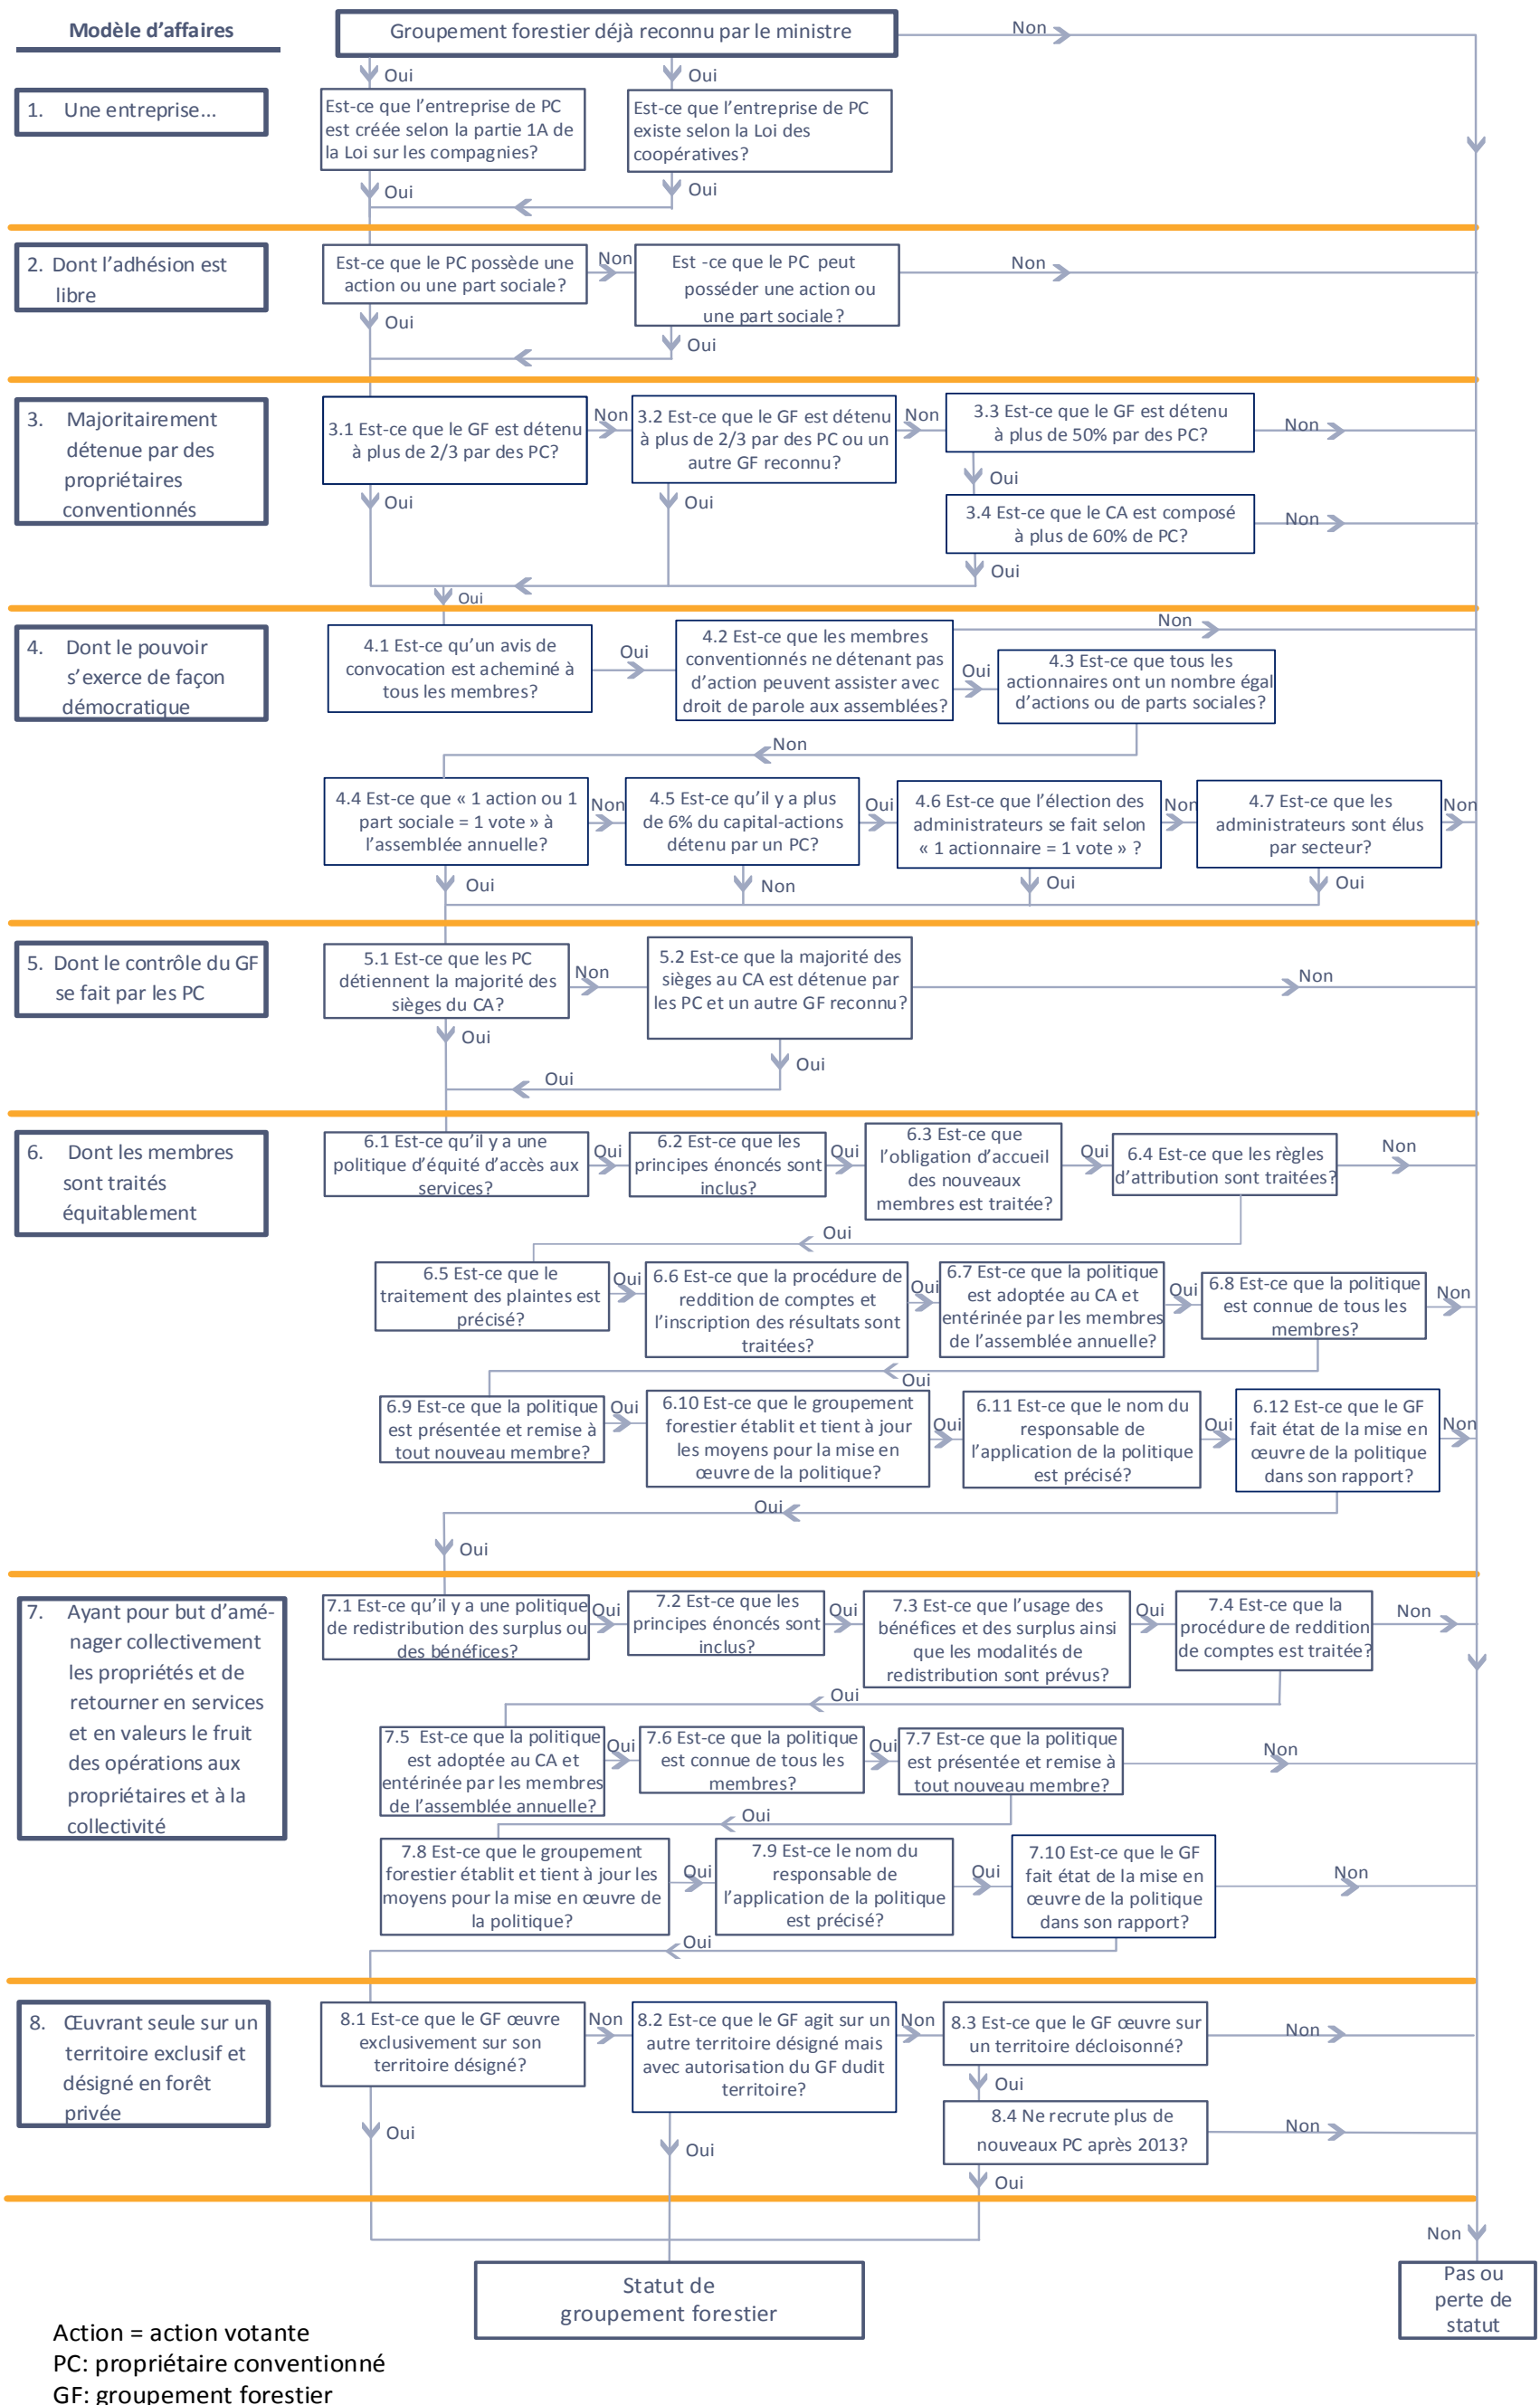 Modèle d'affaires
Groupement forestier déjà reconnu par le ministre
Non
Oui
Oui
1. Une entreprise...
Est-ce que l'entreprise de PC
est créée selon la partie 1A de
la Loi sur les compagnies?
Est-ce que l'entreprise de PC
existe selon la Loi des
coopératives?
Oui
Oui
2. Dont l'adhésion est
libre
Est-ce que le PC possède une
action ou une part sociale?
Non
Est -ce que le PC peut
posséder une action ou
une part sociale?
Non
Oui
Oui
3. Majoritairement
détenue par des
propriétaires
conventionnés
3.1 Est-ce que le GF est détenu
à plus de 2/3 par des PC?
Non
3.2 Est-ce que le GF est détenu
à plus de 2/3 par des PC ou un
autre GF reconnu?
Non
3.3 Est-ce que le GF est détenu
à plus de 50% par des PC?
Non
Oui
Oui
Oui
3.4 Est-ce que le CA est composé
à plus de 60% de PC?
Non
Oui
Oui
4. Dont le pouvoir
s'exerce de façon
démocratique
4.1 Est-ce qu'un avis de
convocation est acheminé à
tous les membres?
Oui
4.2 Est-ce que les membres
conventionnés ne détenant pas
d'action peuvent assister avec
droit de parole aux assemblées?
Non
Oui
4.3 Est-ce que tous les
actionnaires ont un nombre égal
d'actions ou de parts sociales?
Non
4.4 Est-ce que « 1 action ou 1
part sociale = 1 vote » à
l'assemblée annuelle?
Non
4.5 Est-ce qu'il y a plus
de 6% du capital-actions
détenu par un PC?
Oui
4.6 Est-ce que l'élection des
administrateurs se fait selon
« 1 actionnaire = 1 vote » ?
Non
4.7 Est-ce que les
administrateurs sont élus
par secteur?
Non
Oui
Non
Oui
Oui
5. Dont le contrôle du GF
se fait par les PC
5.1 Est-ce que les PC
détiennent la majorité des
sièges du CA?
Non
5.2 Est-ce que la majorité des
sièges au CA est détenue par
les PC et un autre GF reconnu?
Non
Oui
Oui
Oui
6. Dont les membres
sont traités
équitablement
6.1 Est-ce qu'il y a une
politique d'équité d'accès aux
services?
Oui
6.2 Est-ce que les
principes énoncés sont
inclus?
Oui
6.3 Est-ce que
l'obligation d'accueil
des nouveaux
membres est traitée?
Oui
6.4 Est-ce que les règles
d'attribution sont traitées?
Non
Oui
6.5 Est-ce que le
traitement des plaintes est
précisé?
Oui
6.6 Est-ce que la procédure de
reddition de comptes et
l'inscription des résultats sont
traitées?
Oui
6.7 Est-ce que la politique
est adoptée au CA et
entérinée par les membres
de l'assemblée annuelle?
Oui
6.8 Est-ce que la politique
est connue de tous les
membres?
Non
Oui
6.9 Est-ce que la politique
est présentée et remise à
tout nouveau membre?
Oui
6.10 Est-ce que le groupement
forestier établit et tient à jour
les moyens pour la mise en
œuvre de la politique?
Oui
6.11 Est-ce que le nom du
responsable de
l'application de la politique
est précisé?
Oui
6.12 Est-ce que le GF
fait état de la mise en
œuvre de la politique
dans son rapport?
Non
Oui
Oui
7. Ayant pour but d'amé-
nager collectivement
les propriétés et de
retourner en services
et en valeurs le fruit
des opérations aux
propriétaires et à la
collectivité
7.1 Est-ce qu'il y a une politique
de redistribution des surplus ou
des bénéfices?
Oui
7.2 Est-ce que les
principes énoncés sont
inclus?
Oui
7.3 Est-ce que l'usage des
bénéfices et des surplus ainsi
que les modalités de
redistribution sont prévus?
Oui
7.4 Est-ce que la
procédure de reddition
de comptes est traitée?
Non
Oui
7.5 Est-ce que la politique
est adoptée au CA et
entérinée par les membres
de l'assemblée annuelle?
Oui
7.6 Est-ce que la politique
est connue de tous les
membres?
Oui
7.7 Est-ce que la politique
est présentée et remise à
tout nouveau membre?
Non
Oui
7.8 Est-ce que le groupement
forestier établit et tient à jour les
moyens pour la mise en œuvre de
la politique?
Oui
7.9 Est-ce le nom du
responsable de
l'application de la politique
est précisé?
Oui
7.10 Est-ce que le GF
fait état de la mise en
œuvre de la politique
dans son rapport?
Non
Oui
8. Œuvrant seule sur un
territoire exclusif et
désigné en forêt
privée
8.1 Est-ce que le GF œuvre
exclusivement sur son
territoire désigné?
Non
8.2 Est-ce que le GF agit sur un
autre territoire désigné mais
avec autorisation du GF dudit
territoire?
Non
8.3 Est-ce que le GF œuvre sur
un territoire décloisonné?
Non
Oui
8.4 Ne recrute plus de
nouveaux PC après 2013?
Non
Oui
Oui
Oui
Non
Statut de
groupement forestier
Pas ou
perte de
statut
Action = action votante
PC: propriétaire conventionné
GF: groupement forestier